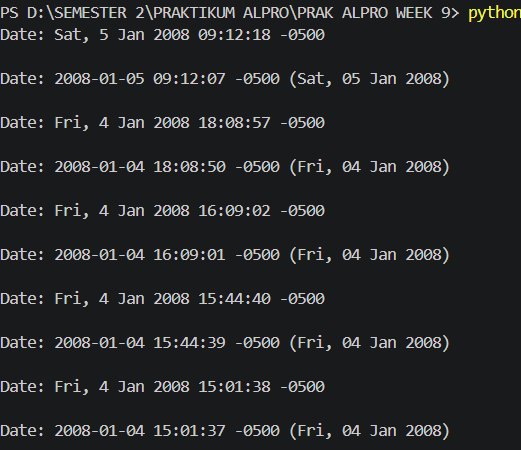 PS D:\SEMESTER 2\PRAKTIKUM ALPRO\PRAK ALPRO WEEK 9> python
Date: Sat, 5 Jan 2008 09:12:18 -0500
Date: 2008-01-05 09:12:07 -0500 (Sat, 05 Jan 2008)
Date: Fri, 4 Jan 2008 18:08:57 -0500
Date: 2008-01-04 18:08:50 -0500 (Fri, 04 Jan 2008)
Date: Fri, 4 Jan 2008 16:09:02 -0500
Date: 2008-01-04 16:09:01 -0500 (Fri, 04 Jan 2008)
Date: Fri, 4 Jan 2008 15:44:40 -0500
Date: 2008-01-04 15:44:39 -0500 (Fri, 04 Jan 2008)
Date: Fri, 4 Jan 2008 15:01:38 -0500
Date: 2008-01-04 15:01:37 -0500 (Fri, 04 Jan 2008)